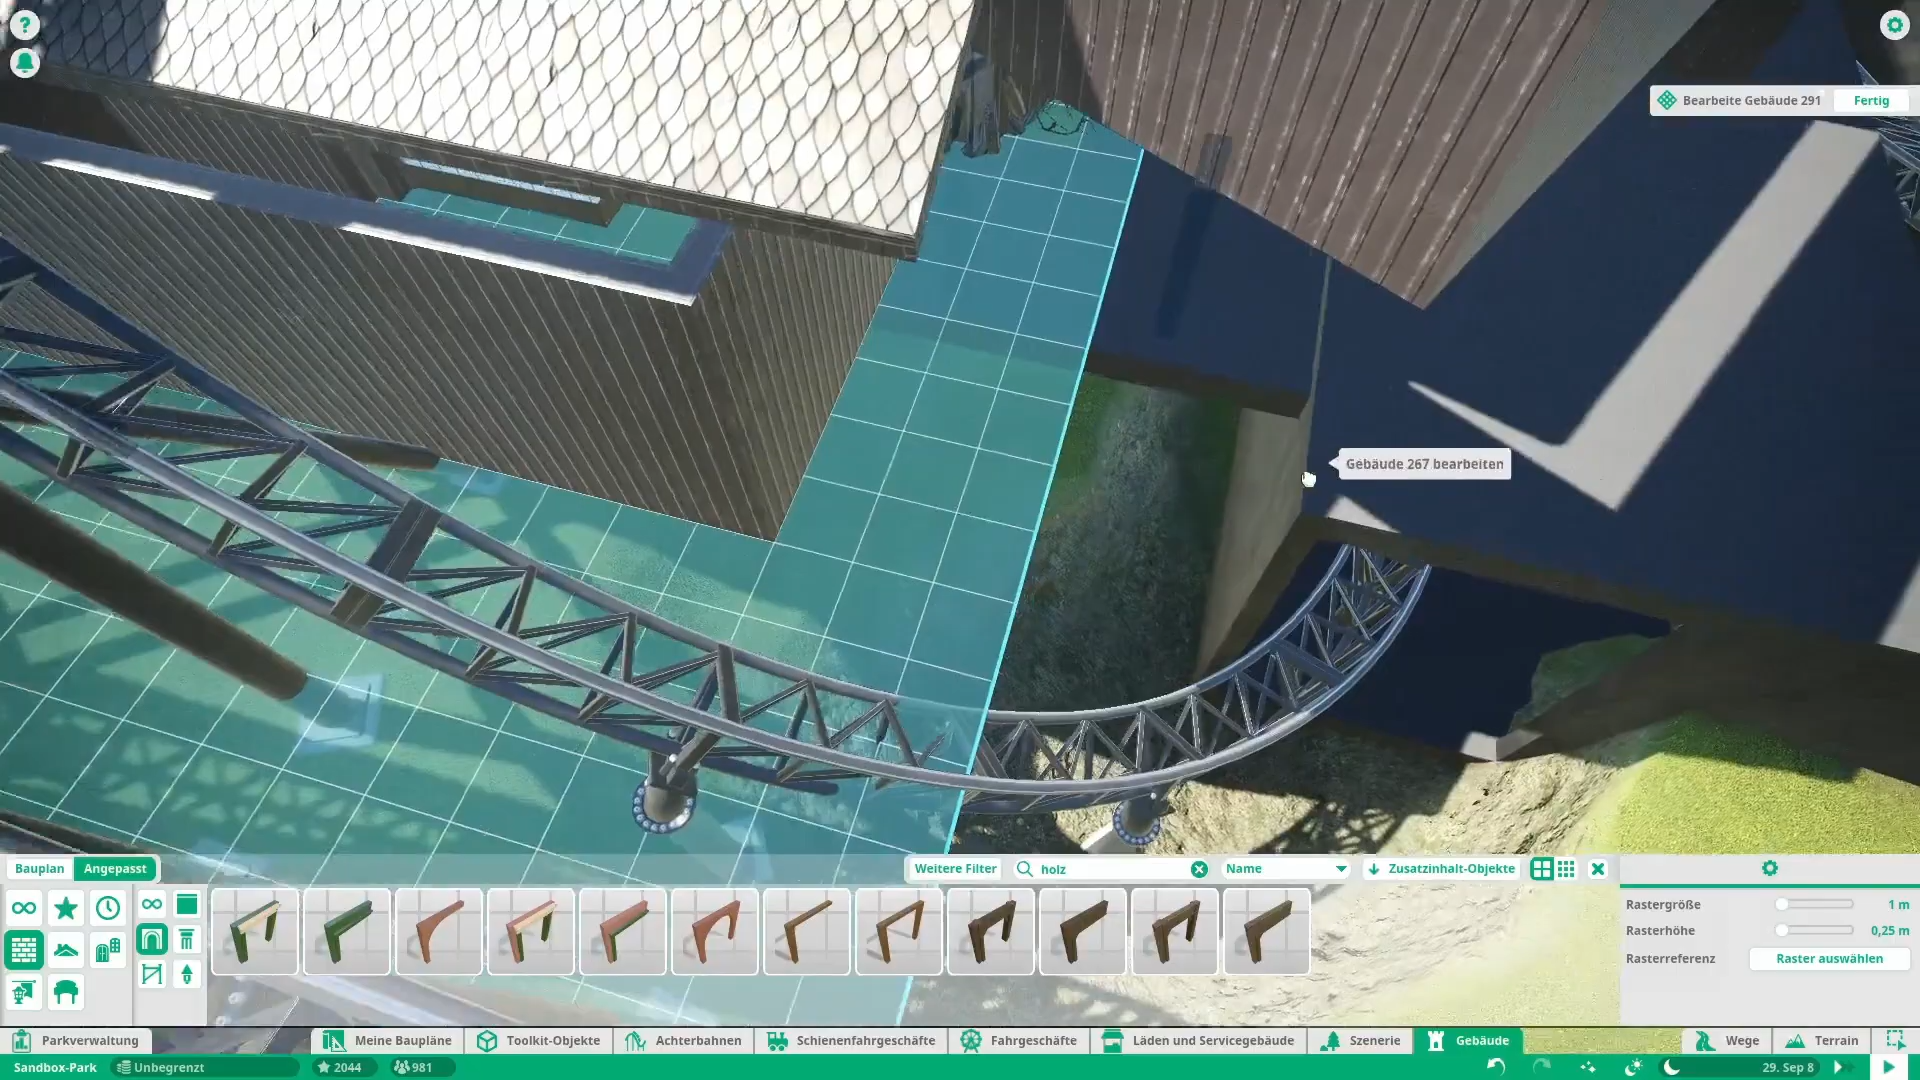 ?
Bearbeite Gebäude 291
Fertig
Gebäude 267 bearbeiten
Bauplan
Angepasst
Weitere Filter
holz
Name
Zusatzinhalt-Objekte
Rastergröße
1 m
Rasterhöhe
0,25 m
Rasterreferenz
Raster auswählen
Parkverwaltung
Meine Baupläne
Toolkit-Objekte
Achterbahnen
Schienenfahrgeschäfte
Fahrgeschäfte
Läden und Servicegebäude
Szenerie
Gebäude
Wege
Terrain
Sandbox-Park
Unbegrenzt
2044
981
29. Sep 8